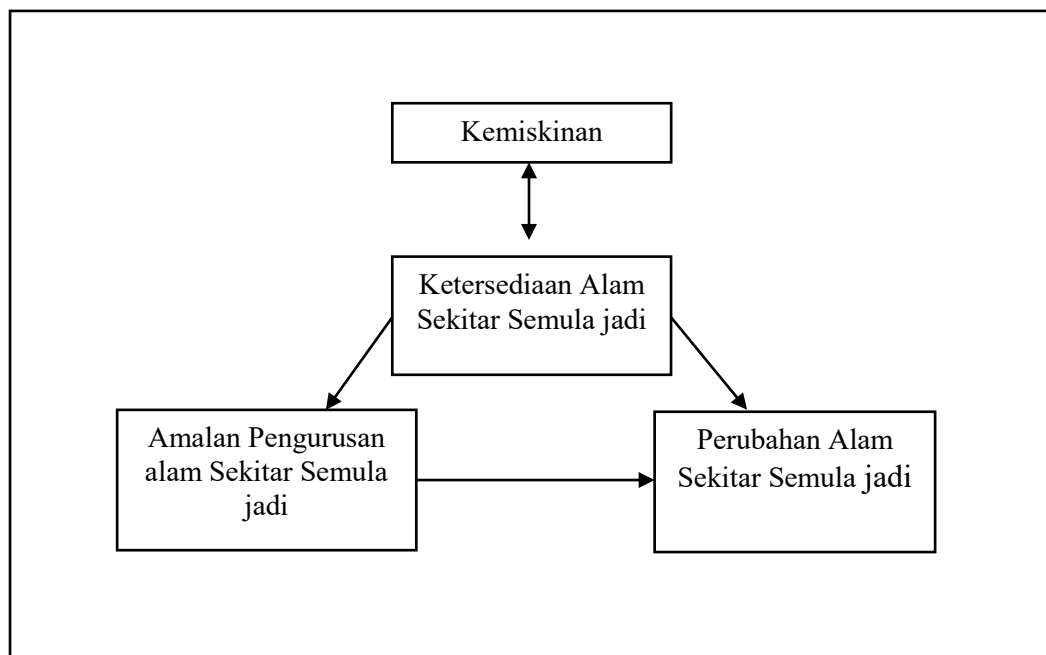 Kemiskinan
Ketersediaan Alam
Sekitar Semula jadi
Amalan Pengurusan
alam Sekitar Semula
jadi
Perubahan Alam
Sekitar Semula jadi